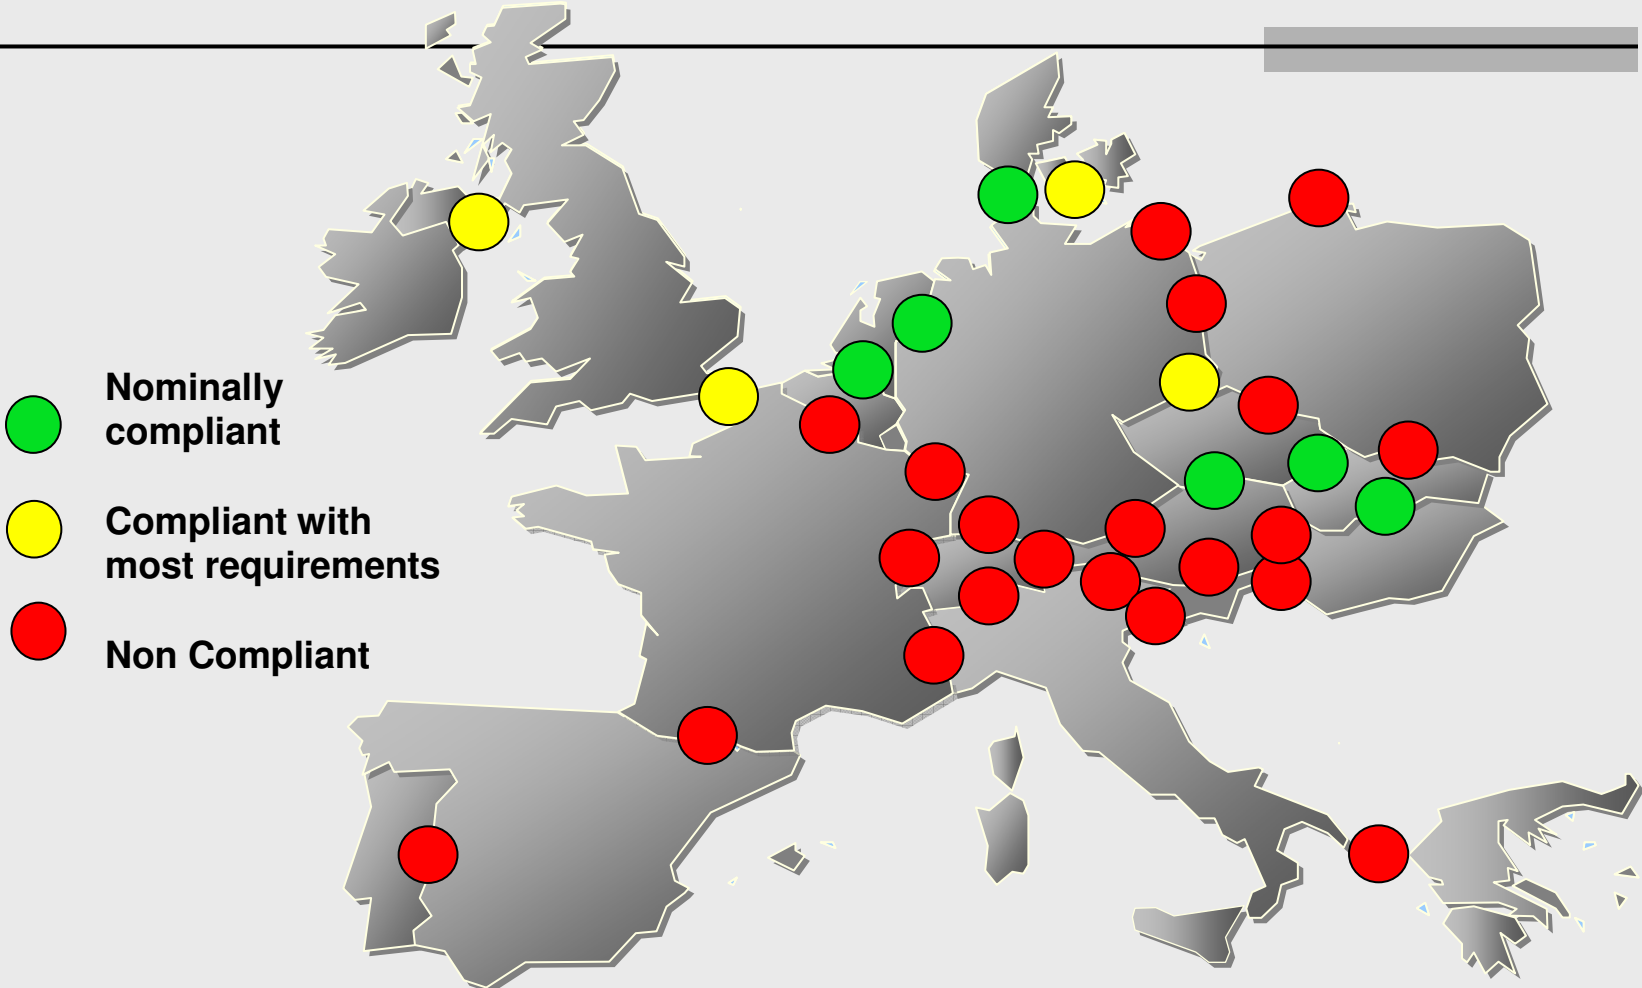 Nominally
compliant
Compliant with
most requirements
Non Compliant